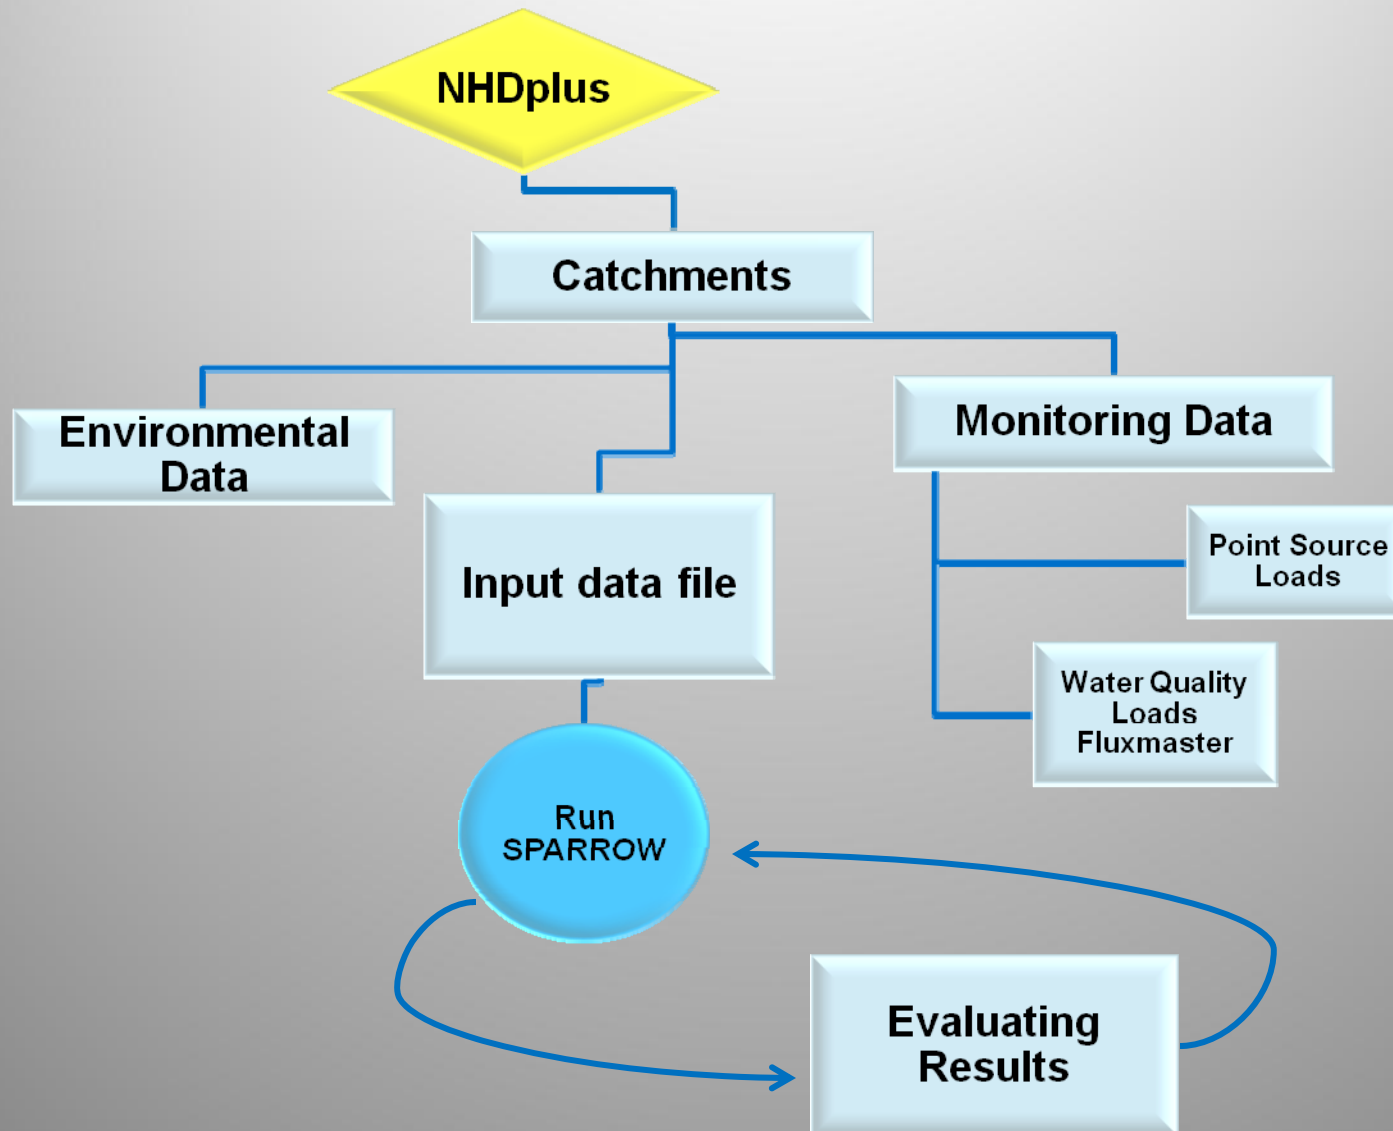 NHDplus
Catchments
Environmental
Data
Monitoring Data
Input data file
Point Source
Loads
Water Quality
Loads
Fluxmaster
Run
SPARROW
Evaluating
Results